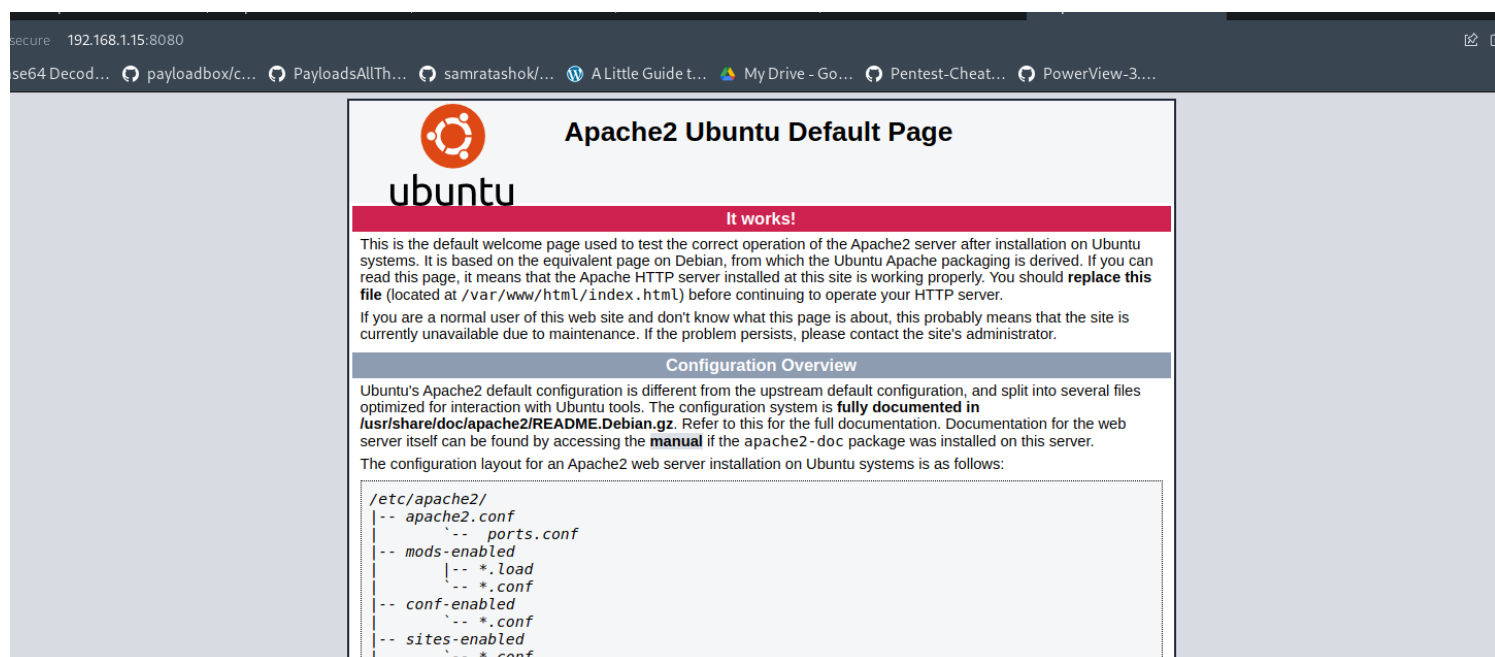 secure 192.168.1.15:8080
se64 Decod... payloadbox/c... PayloadsAllTh... samratashok/... A Little Guide t... My Drive - Go... Pentest-Cheat... PowerView-3....
ubuntu
Apache2 Ubuntu Default Page
It works!
This is the default welcome page used to test the correct operation of the Apache2 server after installation on Ubuntu
systems. It is based on the equivalent page on Debian, from which the Ubuntu Apache packaging is derived. If you can
read this page, it means that the Apache HTTP server installed at this site is working properly. You should replace this
file (located at /var/www/html/index.html) before continuing to operate your HTTP server.
If you are a normal user of this web site and don't know what this page is about, this probably means that the site is
currently unavailable due to maintenance. If the problem persists, please contact the site's administrator.
Configuration Overview
Ubuntu's Apache2 default configuration is different from the upstream default configuration, and split into several files
optimized for interaction with Ubuntu tools. The configuration system is fully documented in
/usr/share/doc/apache2/README.Debian.gz. Refer to this for the full documentation. Documentation for the web
server itself can be found by accessing the manual if the apache2-doc package was installed on this server.
The configuration layout for an Apache2 web server installation on Ubuntu systems is as follows:
/etc/apache2/
|-- apache2.conf
|       `--  ports.conf
|-- mods-enabled
|       |-- *.load
|       `-- *.conf
|-- conf-enabled
|       `-- *.conf
|-- sites-enabled
|       `-- *.conf